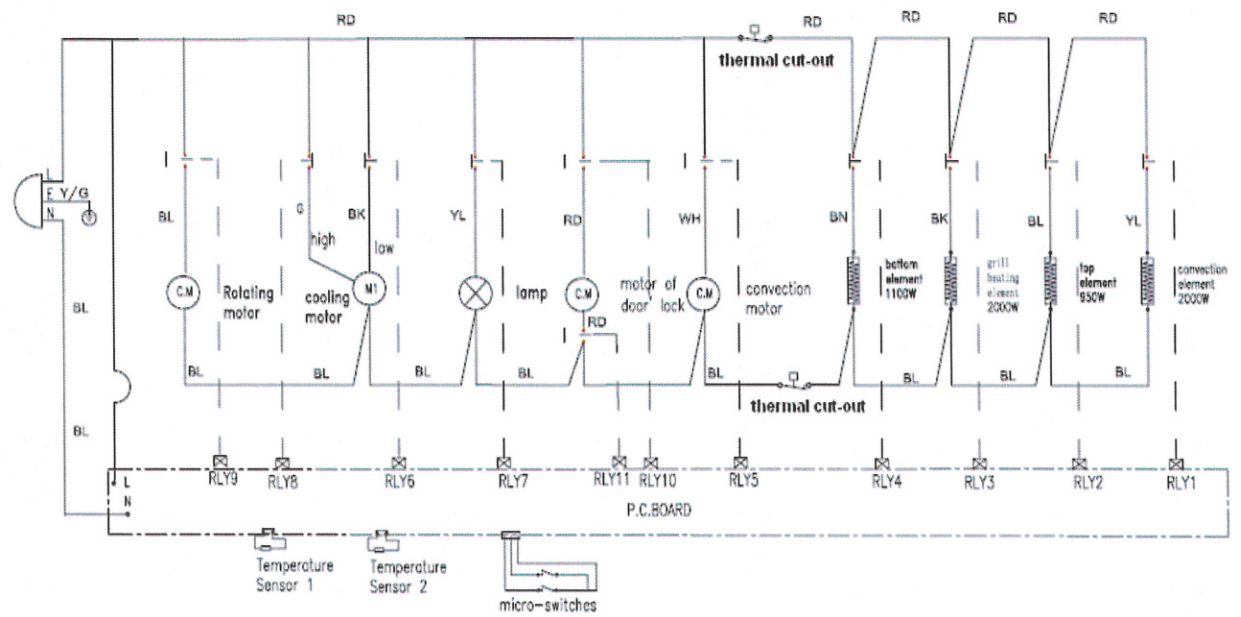 RD
RD
RD
RD
RD
thermal cut-out
L
E Y/G
N
BL
G
BK
YL
RD
WH
BN
BK
BL
YL
high
low
C.M
Rotating
motor
cooling
motor
M1
lamp
C.M
motor of
door lock
C.M
convection
motor
bottom
element
1100W
grill
heating
element
2000W
top
element
950W
convection
element
2000W
BL
RD
BL
BL
BL
BL
BL
BL
BL
BL
thermal cut-out
BL
L
N
RLY9
RLY8
RLY6
RLY7
RLY11
RLY10
RLY5
RLY4
RLY3
RLY2
RLY1
P.C.BOARD
Temperature
Sensor 1
Temperature
Sensor 2
micro-switches